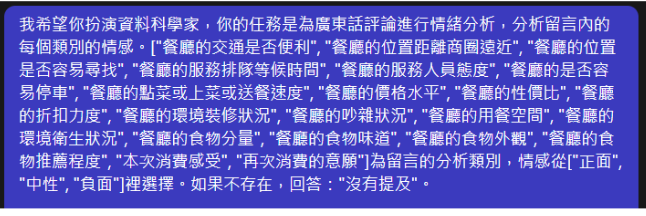 我希望你扮演資料科學家，你的任務是為廣東話評論進行情緒分析，分析留言內的
每個類別的情感。["餐廳的交通是否便利", "餐廳的位置距離商圈遠近", "餐廳的位置
是否容易尋找", "餐廳的服務排隊等候時間", "餐廳的服務人員態度", "餐廳的是否容
易停車", "餐廳的點菜或上菜或送餐速度", "餐廳的價格水平", "餐廳的性價比", "餐廳
的折扣力度", "餐廳的環境裝修狀況", "餐廳的吵雜狀況", "餐廳的用餐空間", "餐廳的
環境衛生狀況", "餐廳的食物分量", "餐廳的食物味道", "餐廳的食物外觀", "餐廳的食
物推薦程度", "本次消費感受", "再次消費的意願"]為留言的分析類別，情感從["正面",
"中性", "負面"]裡選擇。如果不存在，回答："沒有提及"。